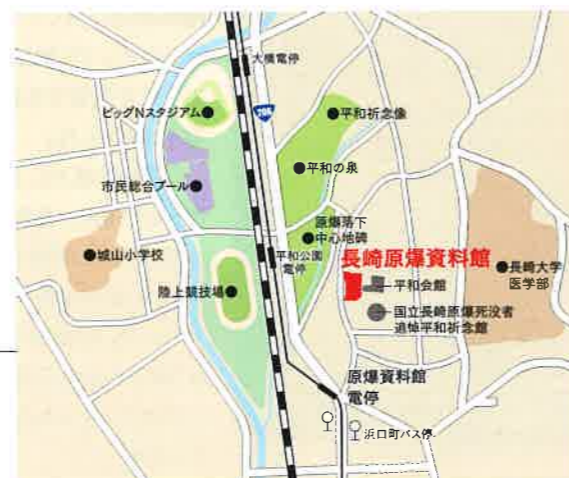 大橋電停
ビッグNスタジアム
206
平和祈念像
平和の泉
市民総合プール
原爆落下
中心地碑
城山小学校
平和公園
電停
長崎原爆資料館
平和会館
長崎大学
医学部
陸上競技場
国立長崎原爆死没者
追悼平和祈念館
原爆資料館
電停
浜口町バス停